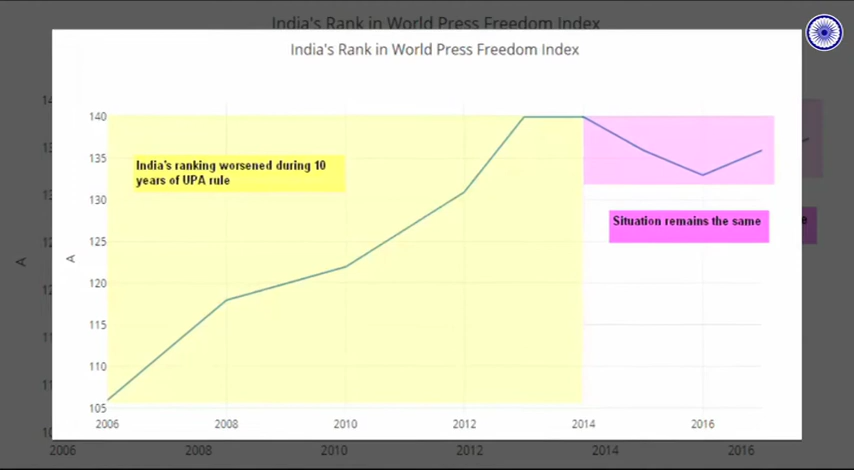 India's Rank in World Press Freedom Index
India's Rank in World Press Freedom Index
140
India's ranking worsened during 10
years of UPA rule
135
130
Situation remains the same
125
A
A
120
115
110
105
2006
2008
2010
2012
2014
2016
2006
2008
2010
2012
2014
2016